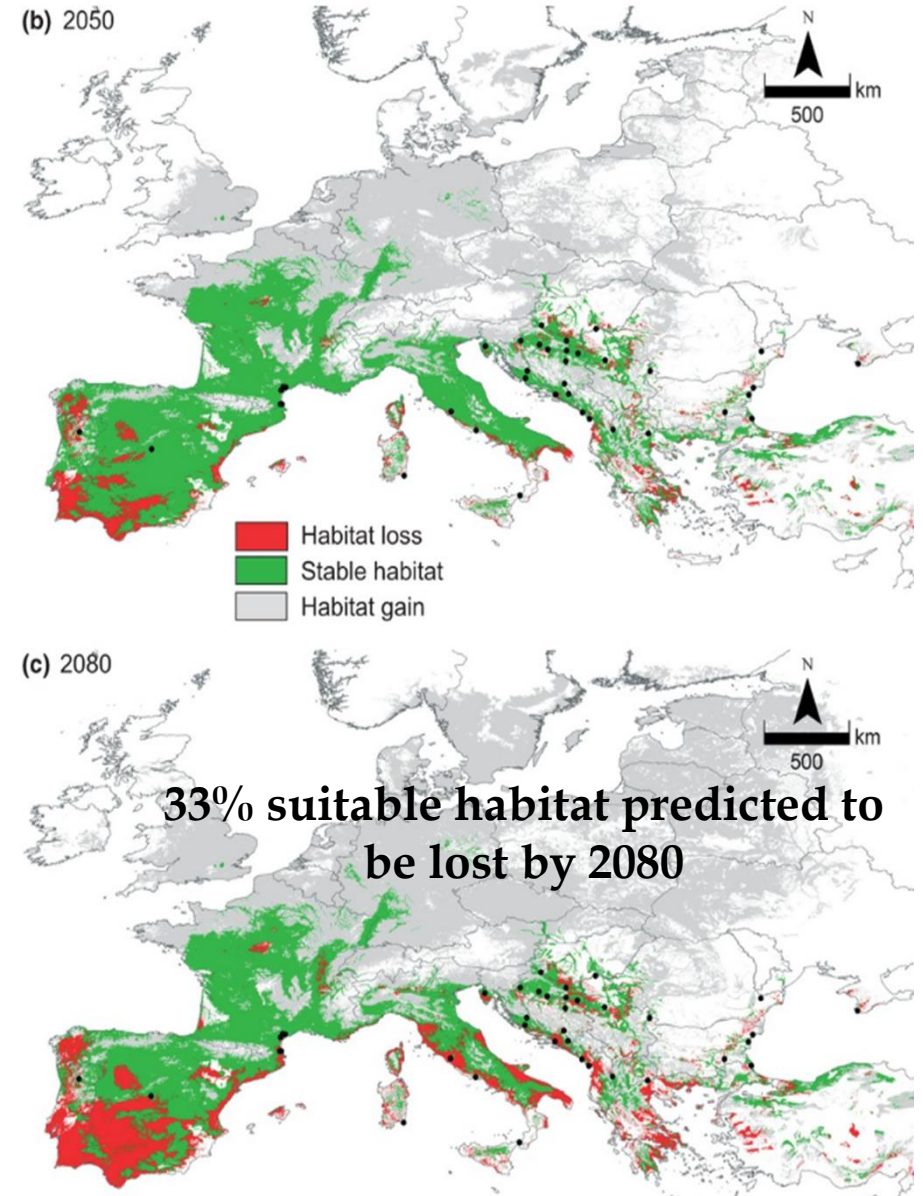 (b) 2050
N
km
500
Habitat loss
Stable habitat
Habitat gain
(c) 2080
N
km
500
33% suitable habitat predicted to
be lost by 2080